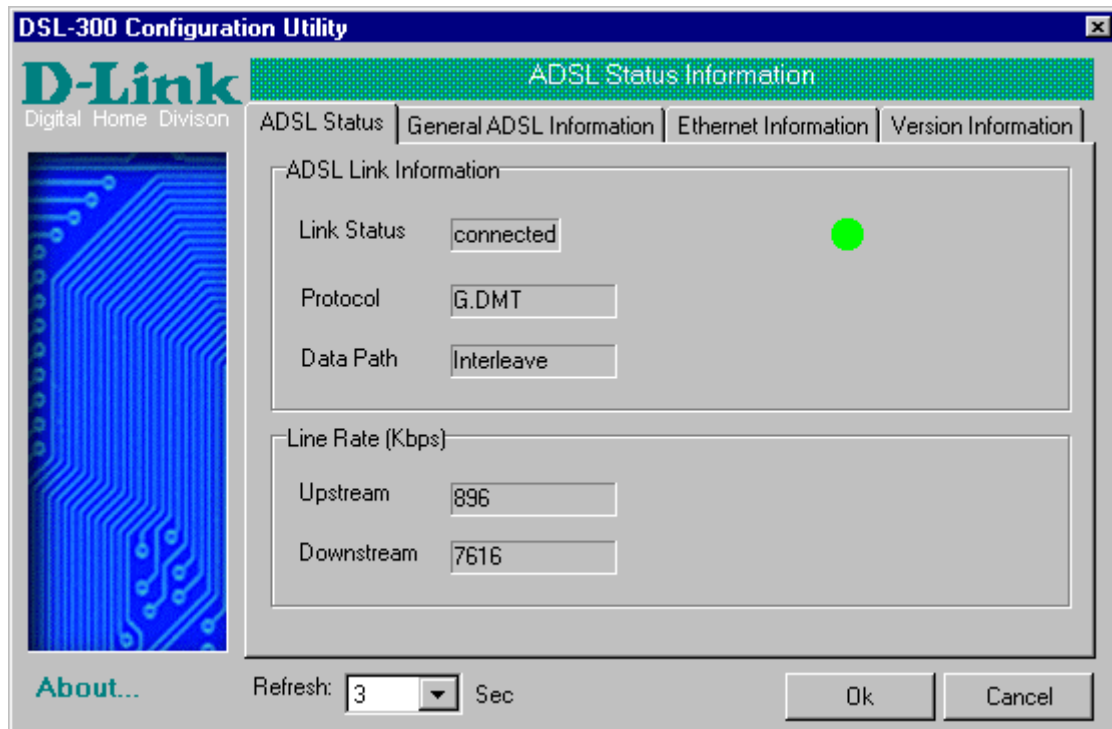 DSL-300 Configuration Utility
D-Link
Digital Home Divison
ADSL Status Information
ADSL Status General ADSL Information Ethernet Information Version Information
ADSL Link Information
Link Status connected
Protocol G.DMT
Data Path Interleave
Line Rate (Kbps)
Upstream 896
Downstream 7616
About... Refresh: 3 Sec Ok Cancel